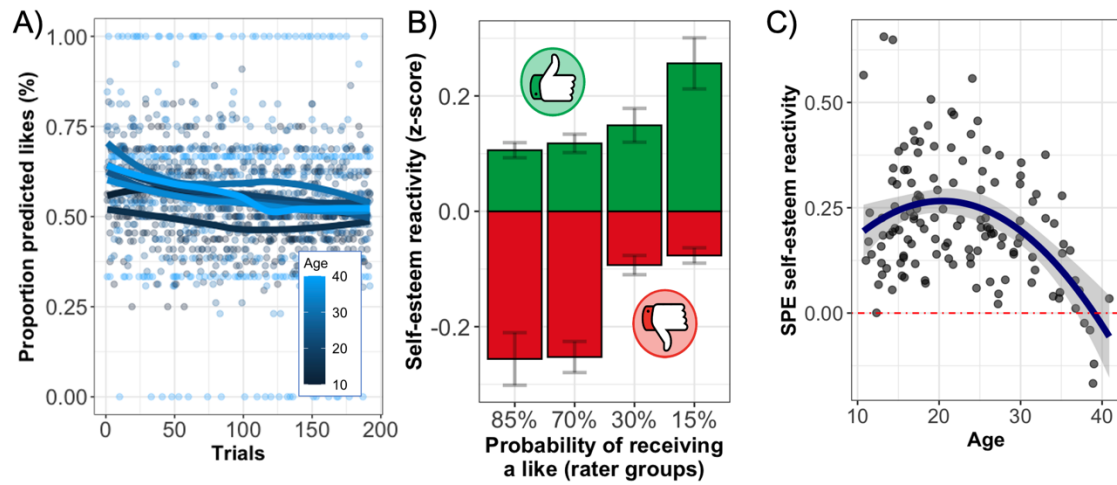 A)
Proportion predicted likes (%)
1.00
0.75
0.50
0.25
0.00
Age
40
30
20
10
0 50 100 150 200
Trials
B)
Self-esteem reactivity (z-score)
0.2
0.0
-0.2
85% 70% 30% 15%
Probability of receiving
a like (rater groups)
C)
SPE self-esteem reactivity
0.50
0.25
0.00
10 20 30 40
Age